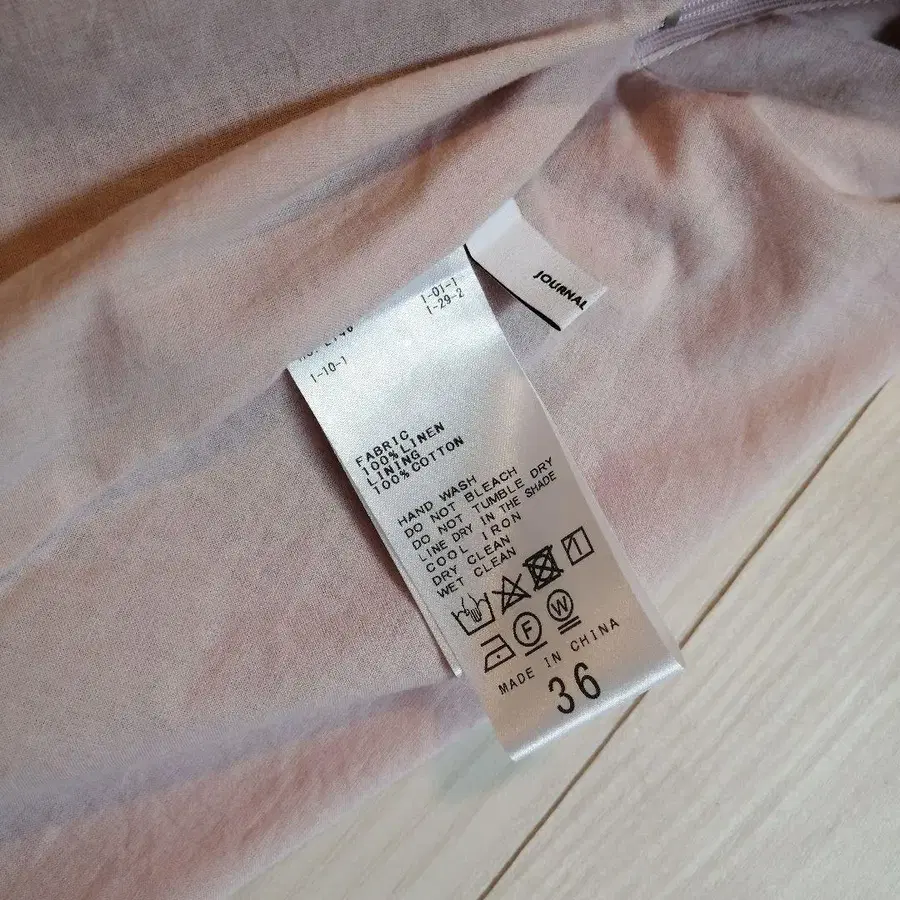 JOURNAL
1-01-1
1-29-2
1-10-1
FABRIC
100% LINEN
LINING
100% COTTON
HAND WASH
DO NOT BLEACH
DO NOT TUMBLE DRY
LINE DRY IN THE SHADE
COOL IRON
DRY CLEAN
WET CLEAN
F W
MADE IN CHINA
36